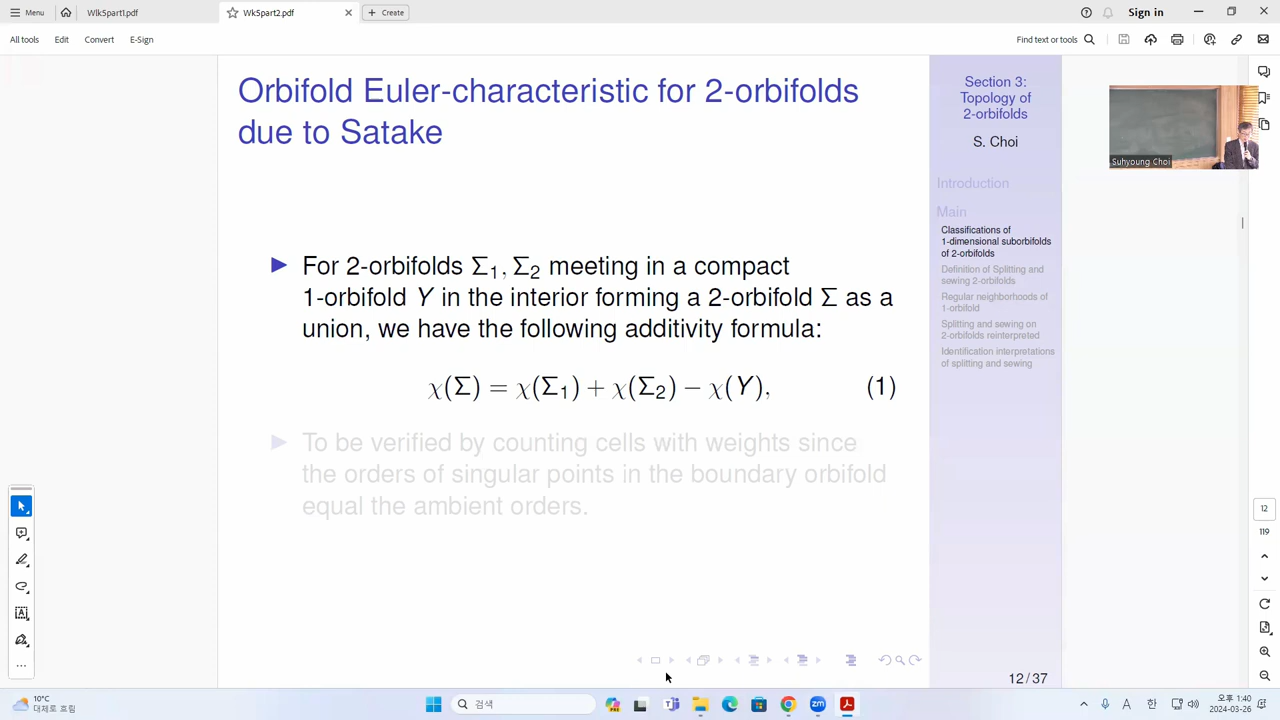 Menu
Wk5part1.pdf
Wk5part2.pdf
Create
Sign in
All tools
Edit
Convert
E-Sign
Find text or tools
Orbifold Euler-characteristic for 2-orbifolds
due to Satake
For 2-orbifolds Σ₁, Σ₂ meeting in a compact
1-orbifold Y in the interior forming a 2-orbifold Σ as a
union, we have the following additivity formula:
χ(Σ) = χ(Σ₁) + χ(Σ₂) − χ(Y), (1)
To be verified by counting cells with weights since
the orders of singular points in the boundary orbifold
equal the ambient orders.
12/37
Section 3:
Topology of
2-orbifolds
S. Choi
Introduction
Main
Classifications of
1-dimensional suborbifolds
of 2-orbifolds
Definition of Splitting and
sewing 2-orbifolds
Regular neighborhoods of
1-orbifold
Splitting and sewing on
2-orbifolds reinterpreted
Identification interpretations
of splitting and sewing
Suhyoung Choi
12
119
10°C
대체로 흐림
검색
A
한
오후 1:40
2024-03-26